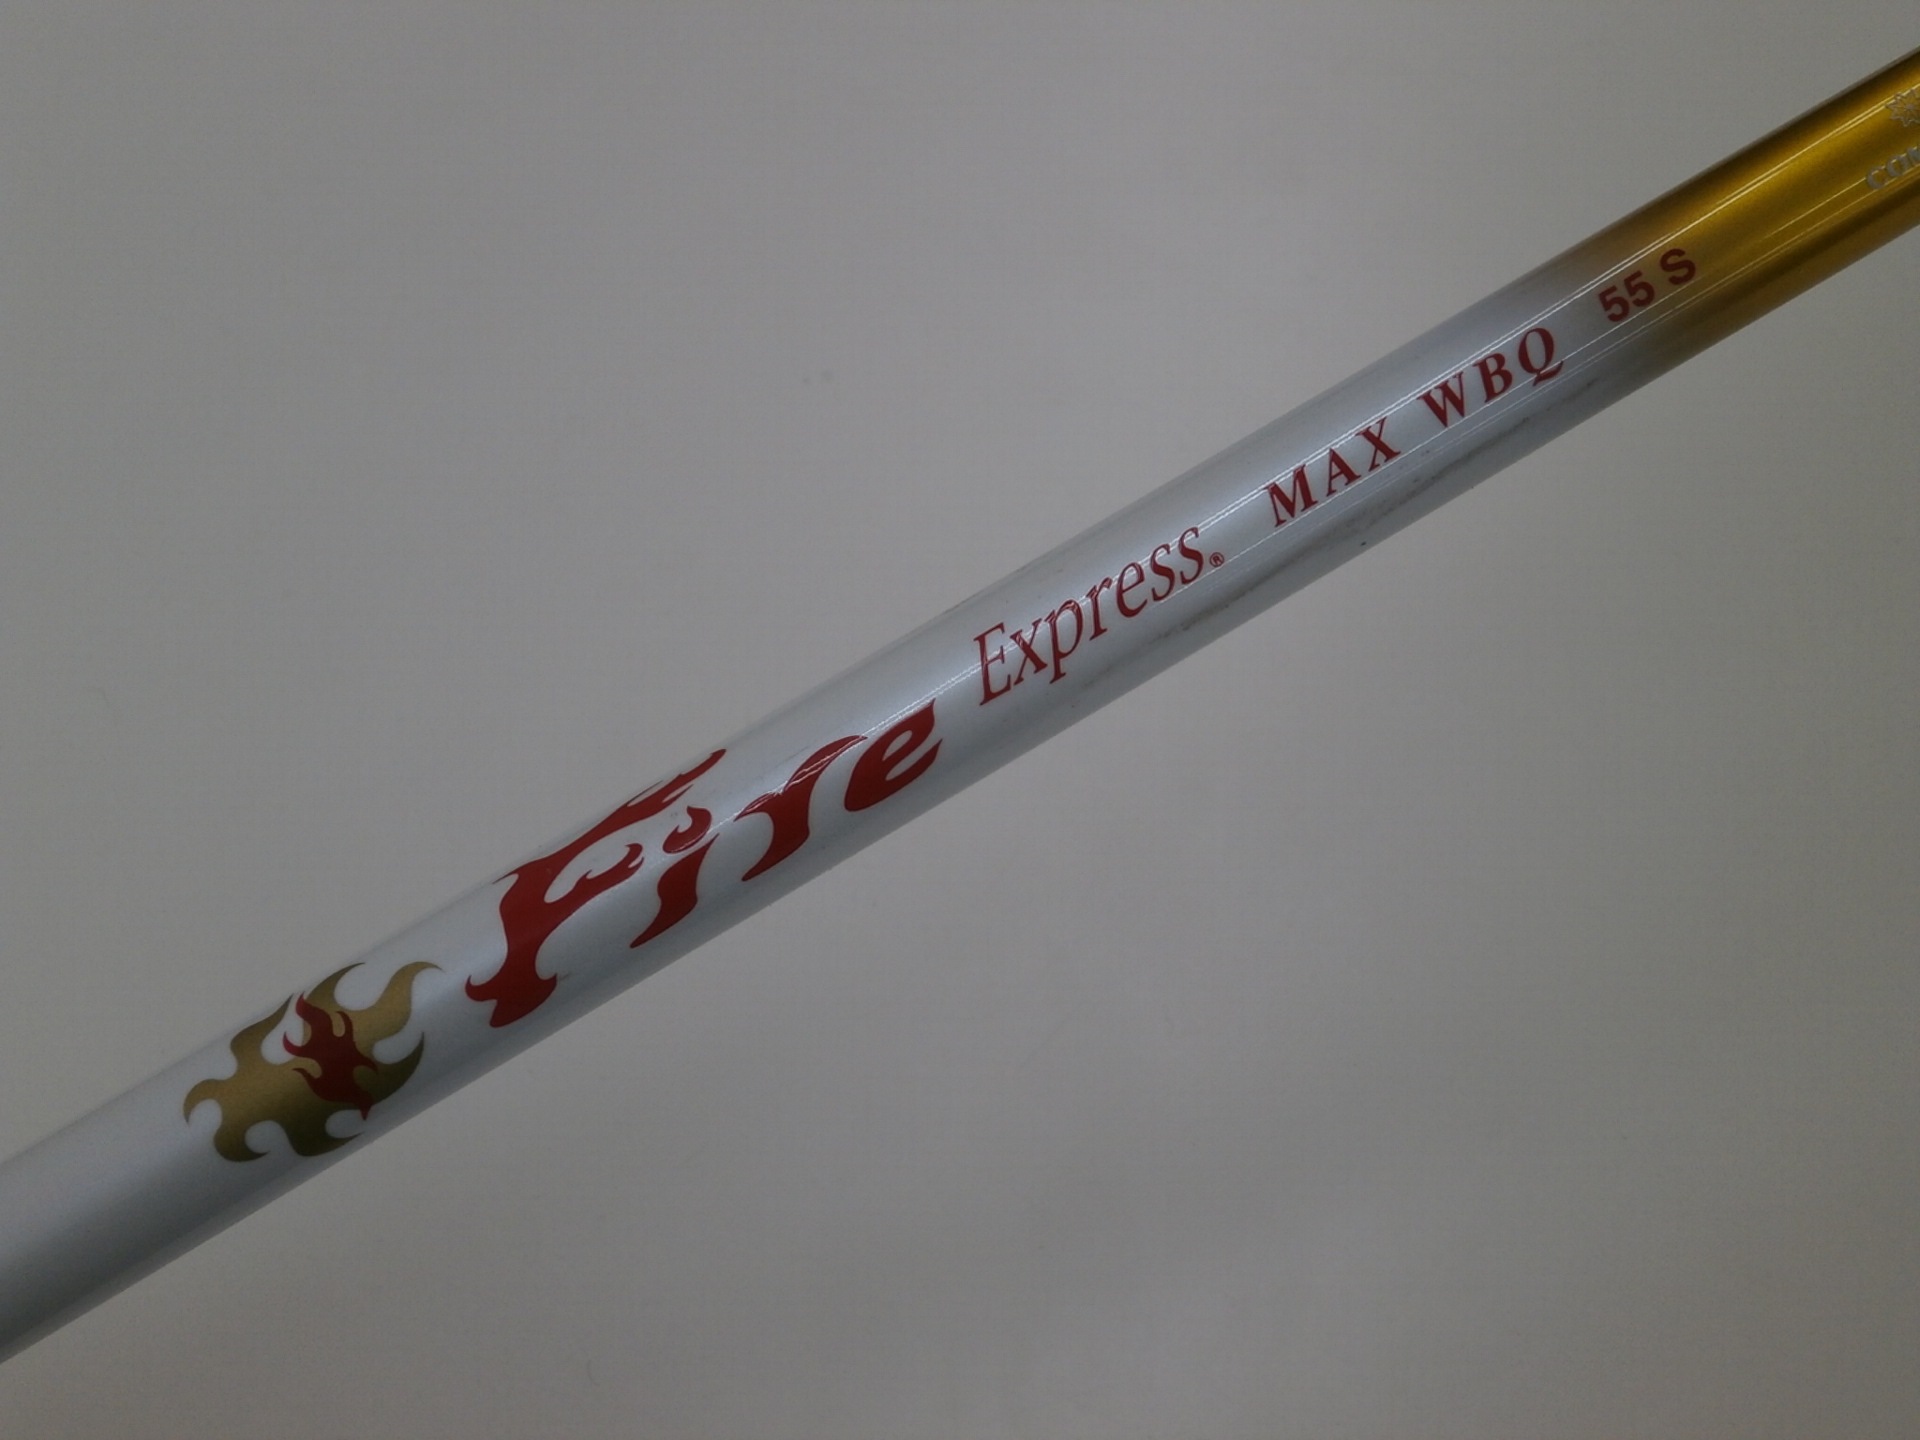 Fire Express® MAX WBQ 55 S